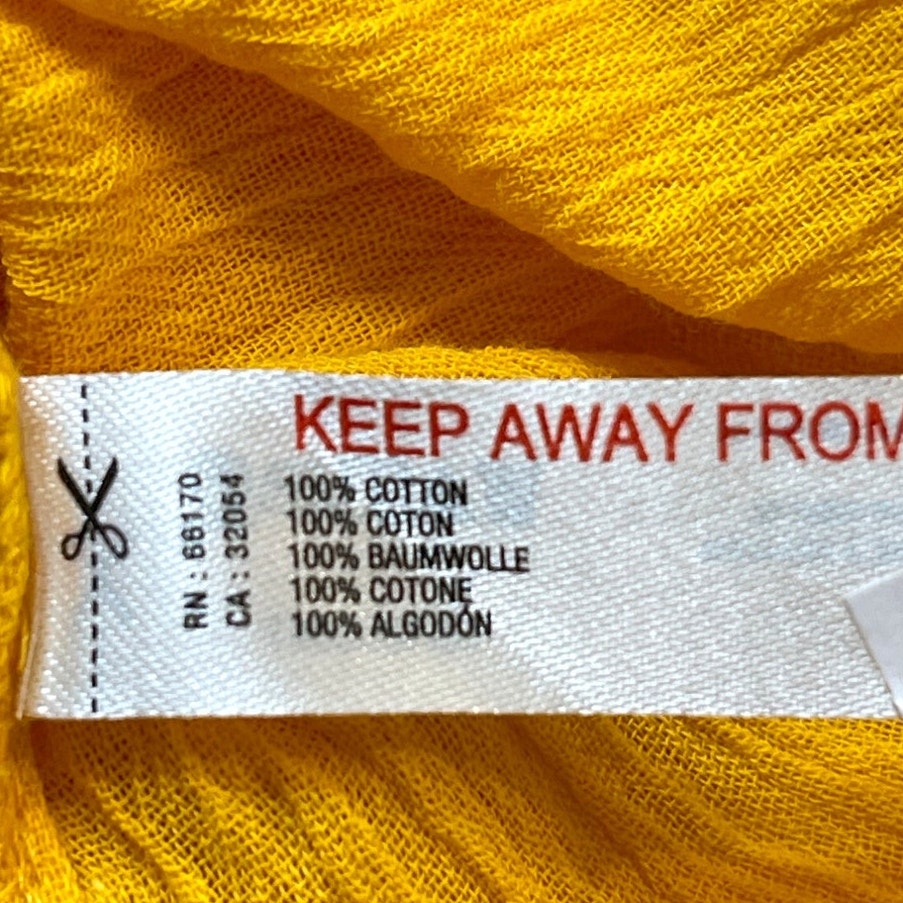 KEEP AWAY FROM
RN : 66170
CA : 32054
100% COTTON
100% COTON
100% BAUMWOLLE
100% COTONE
100% ALGODÓN